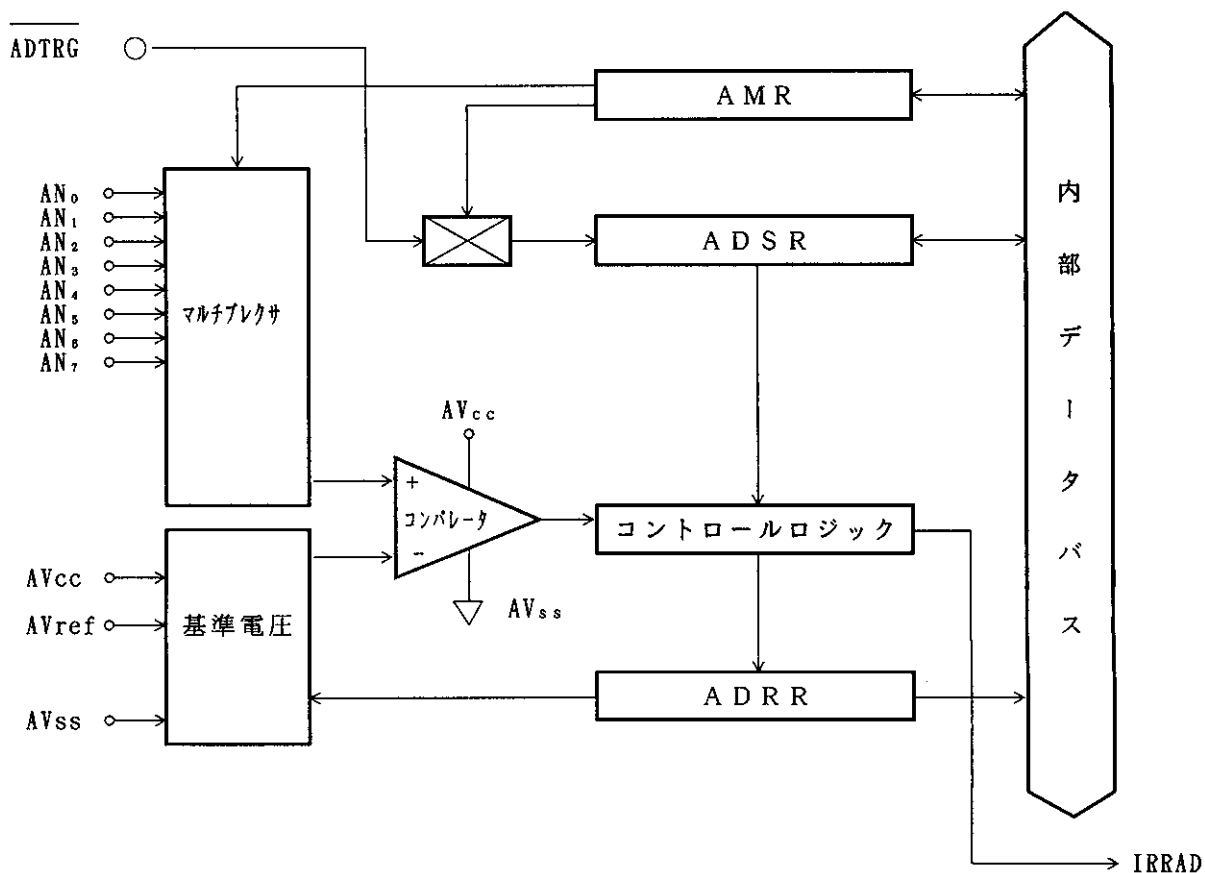 ADTRG
AMR
AN₀
AN₁
AN₂
AN₃
AN₄
AN₅
AN₆
AN₇
マルチプレクサ
ADSR
内部データバス
AVcc
コンパレータ
+
-
AVss
コントロールロジック
AVcc
AVref
AVss
基準電圧
ADRR
IRRAD